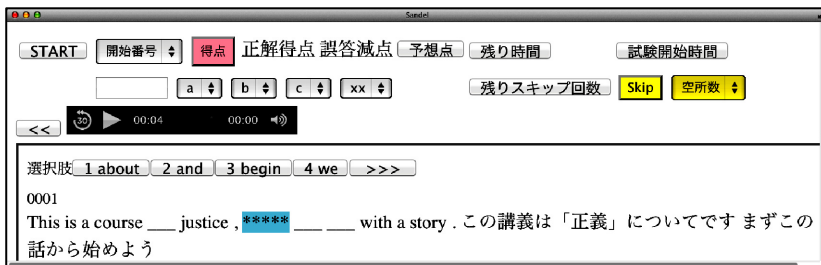 Sandel
START 開始番号 得点 正解得点 誤答減点 予想点 残り時間 試験開始時間
a b c xx 残りスキップ回数 Skip 空所数
<< 30 00:04 00:00
選択肢 1 about 2 and 3 begin 4 we >>>
0001
This is a course ___ justice , ***** ___ ___ with a story . この講義は「正義」についてです まずこの
話から始めよう